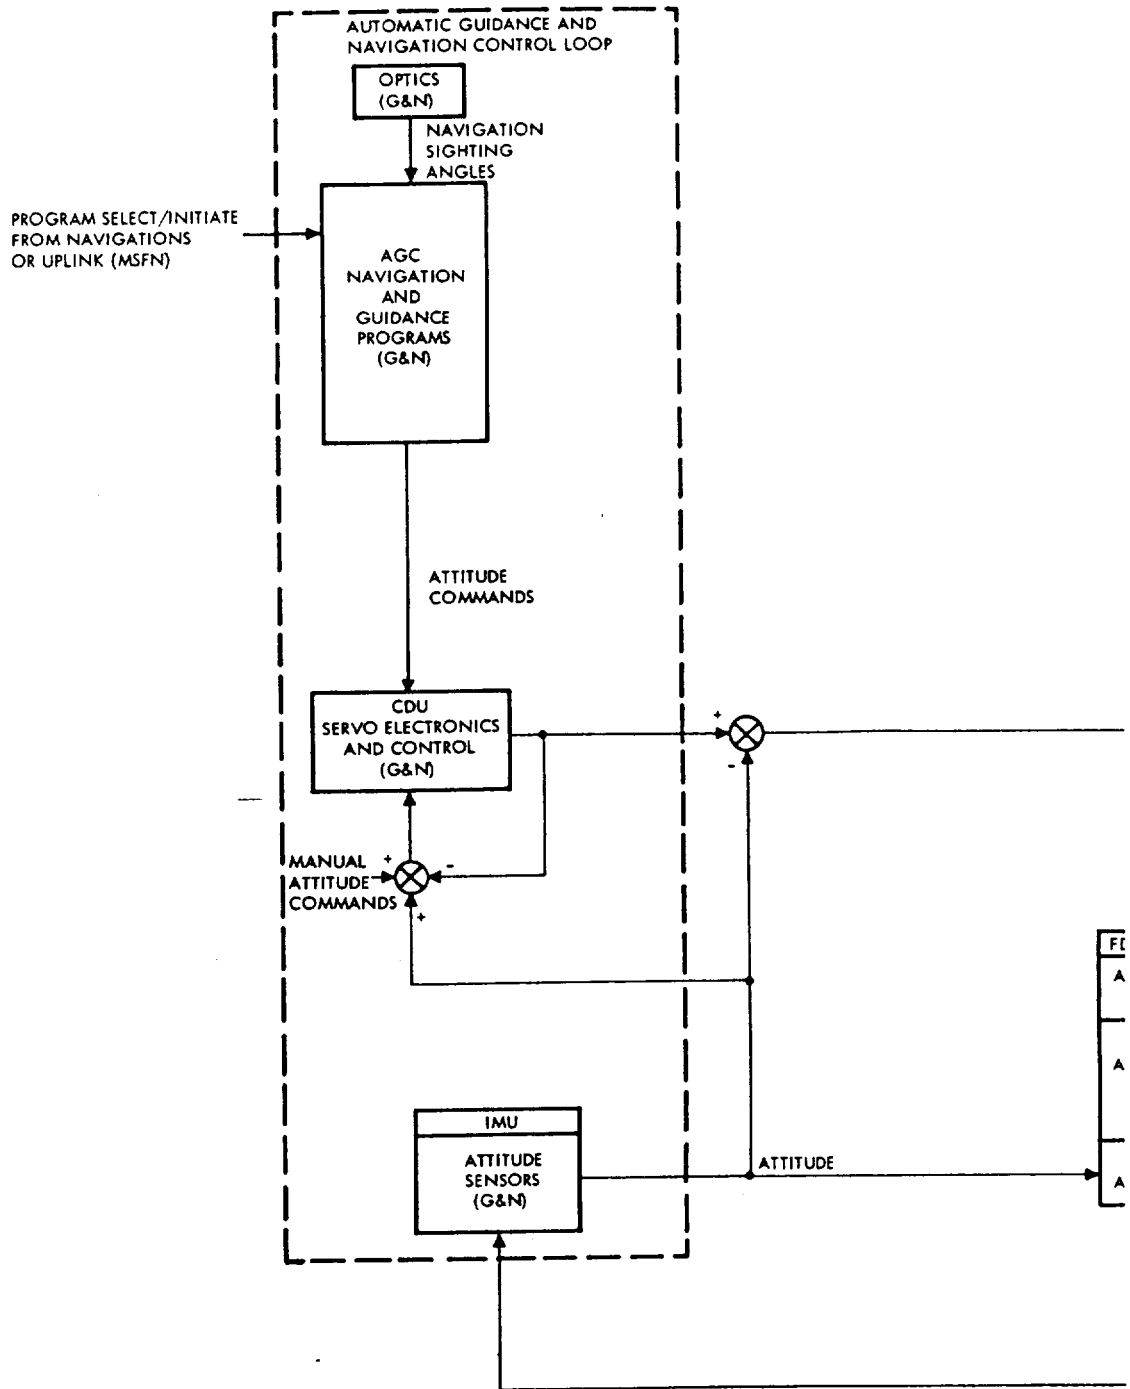 AUTOMATIC GUIDANCE AND
NAVIGATION CONTROL LOOP
OPTICS
(G&N)
NAVIGATION
SIGHTING
ANGLES
PROGRAM SELECT/INITIATE
FROM NAVIGATIONS
OR UPLINK (MSFN)
AGC
NAVIGATION
AND
GUIDANCE
PROGRAMS
(G&N)
ATTITUDE
COMMANDS
CDU
SERVO ELECTRONICS
AND CONTROL
(G&N)
+
-
MANUAL
ATTITUDE
COMMANDS
+
-
+
IMU
ATTITUDE
SENSORS
(G&N)
ATTITUDE
A
A
A